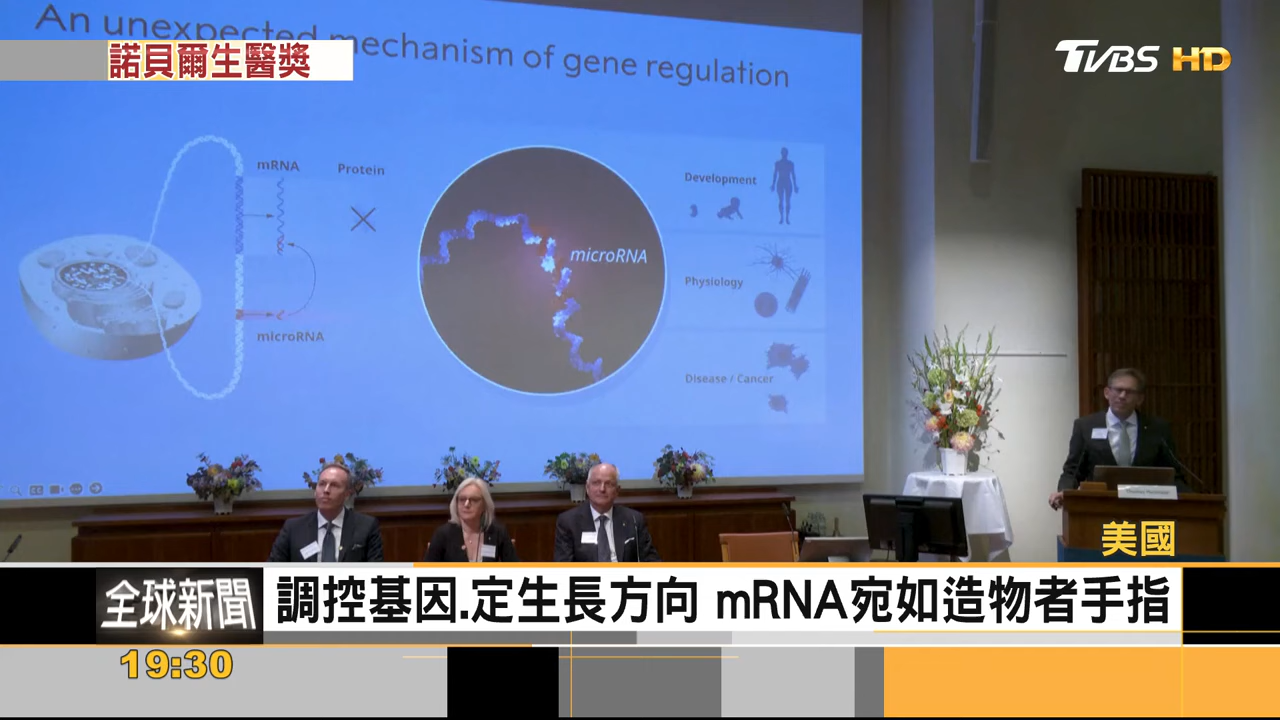 An unexpected mechanism of gene regulation
諾貝爾生醫獎
TVBS HD
mRNA
Protein
microRNA
microRNA
Development
Physiology
Disease / Cancer
美國
全球新聞
調控基因.定生長方向 mRNA宛如造物者手指
19:30